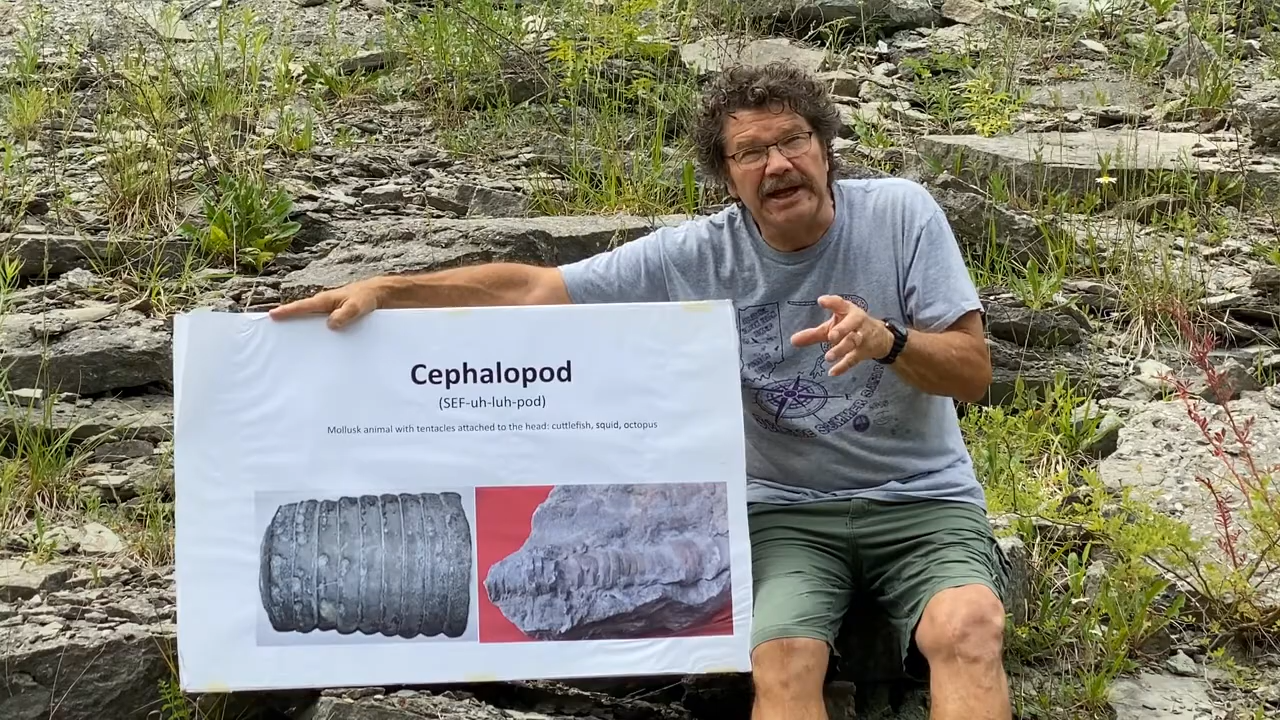 Cephalopod
(SEF-uh-luh-pod)
Mollusk animal with tentacles attached to the head: cuttlefish, squid, octopus